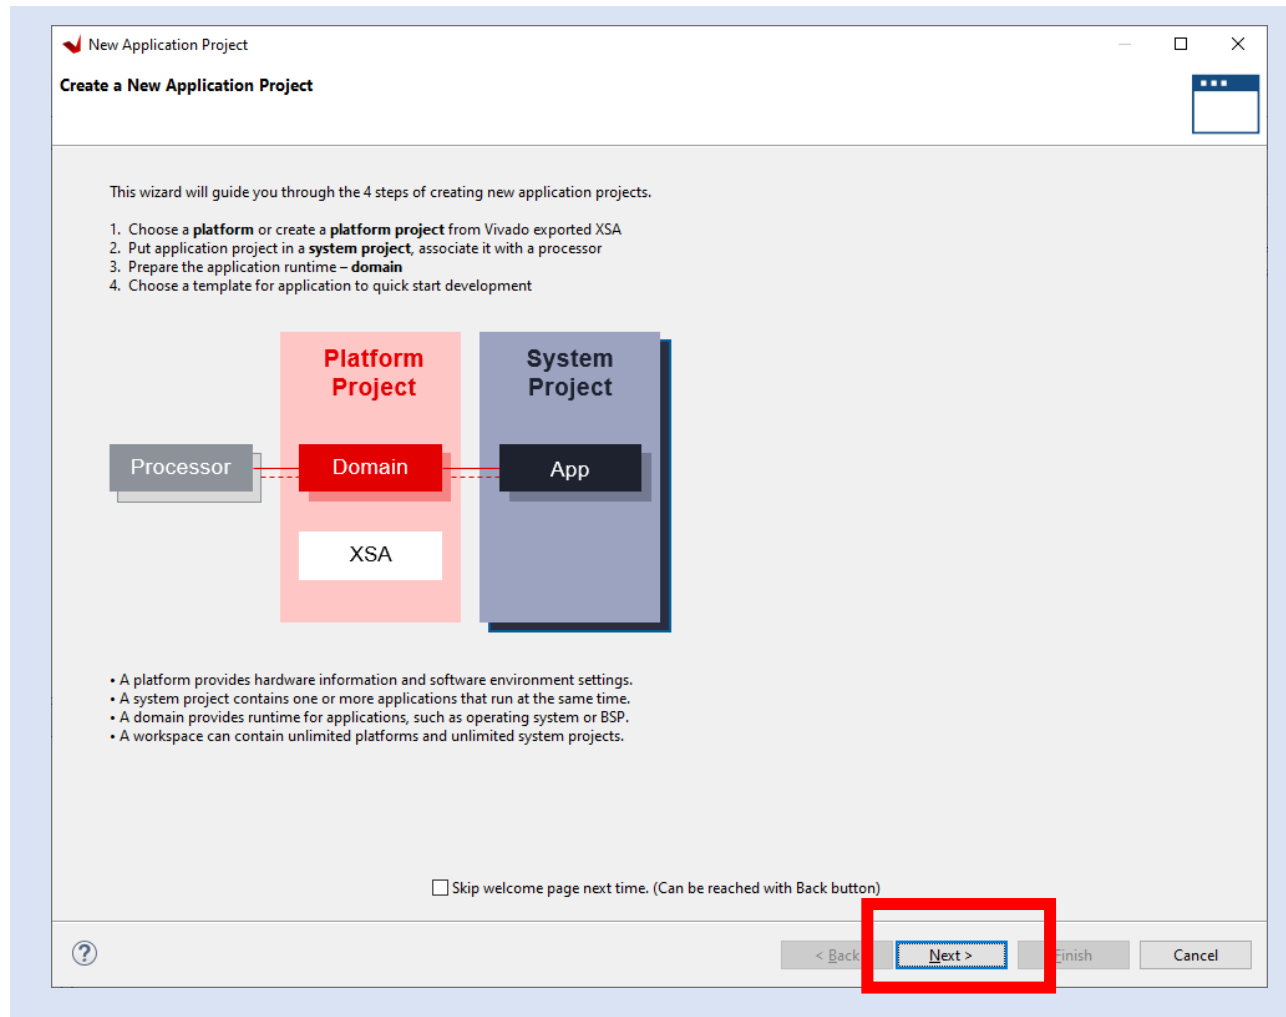 New Application Project
Create a New Application Project
This wizard will guide you through the 4 steps of creating new application projects.
1. Choose a platform or create a platform project from Vivado exported XSA
2. Put application project in a system project, associate it with a processor
3. Prepare the application runtime – domain
4. Choose a template for application to quick start development
Platform
Project
System
Project
Processor
Domain
App
XSA
• A platform provides hardware information and software environment settings.
• A system project contains one or more applications that run at the same time.
• A domain provides runtime for applications, such as operating system or BSP.
• A workspace can contain unlimited platforms and unlimited system projects.
Skip welcome page next time. (Can be reached with Back button)
?
< Back
Next >
Finish
Cancel